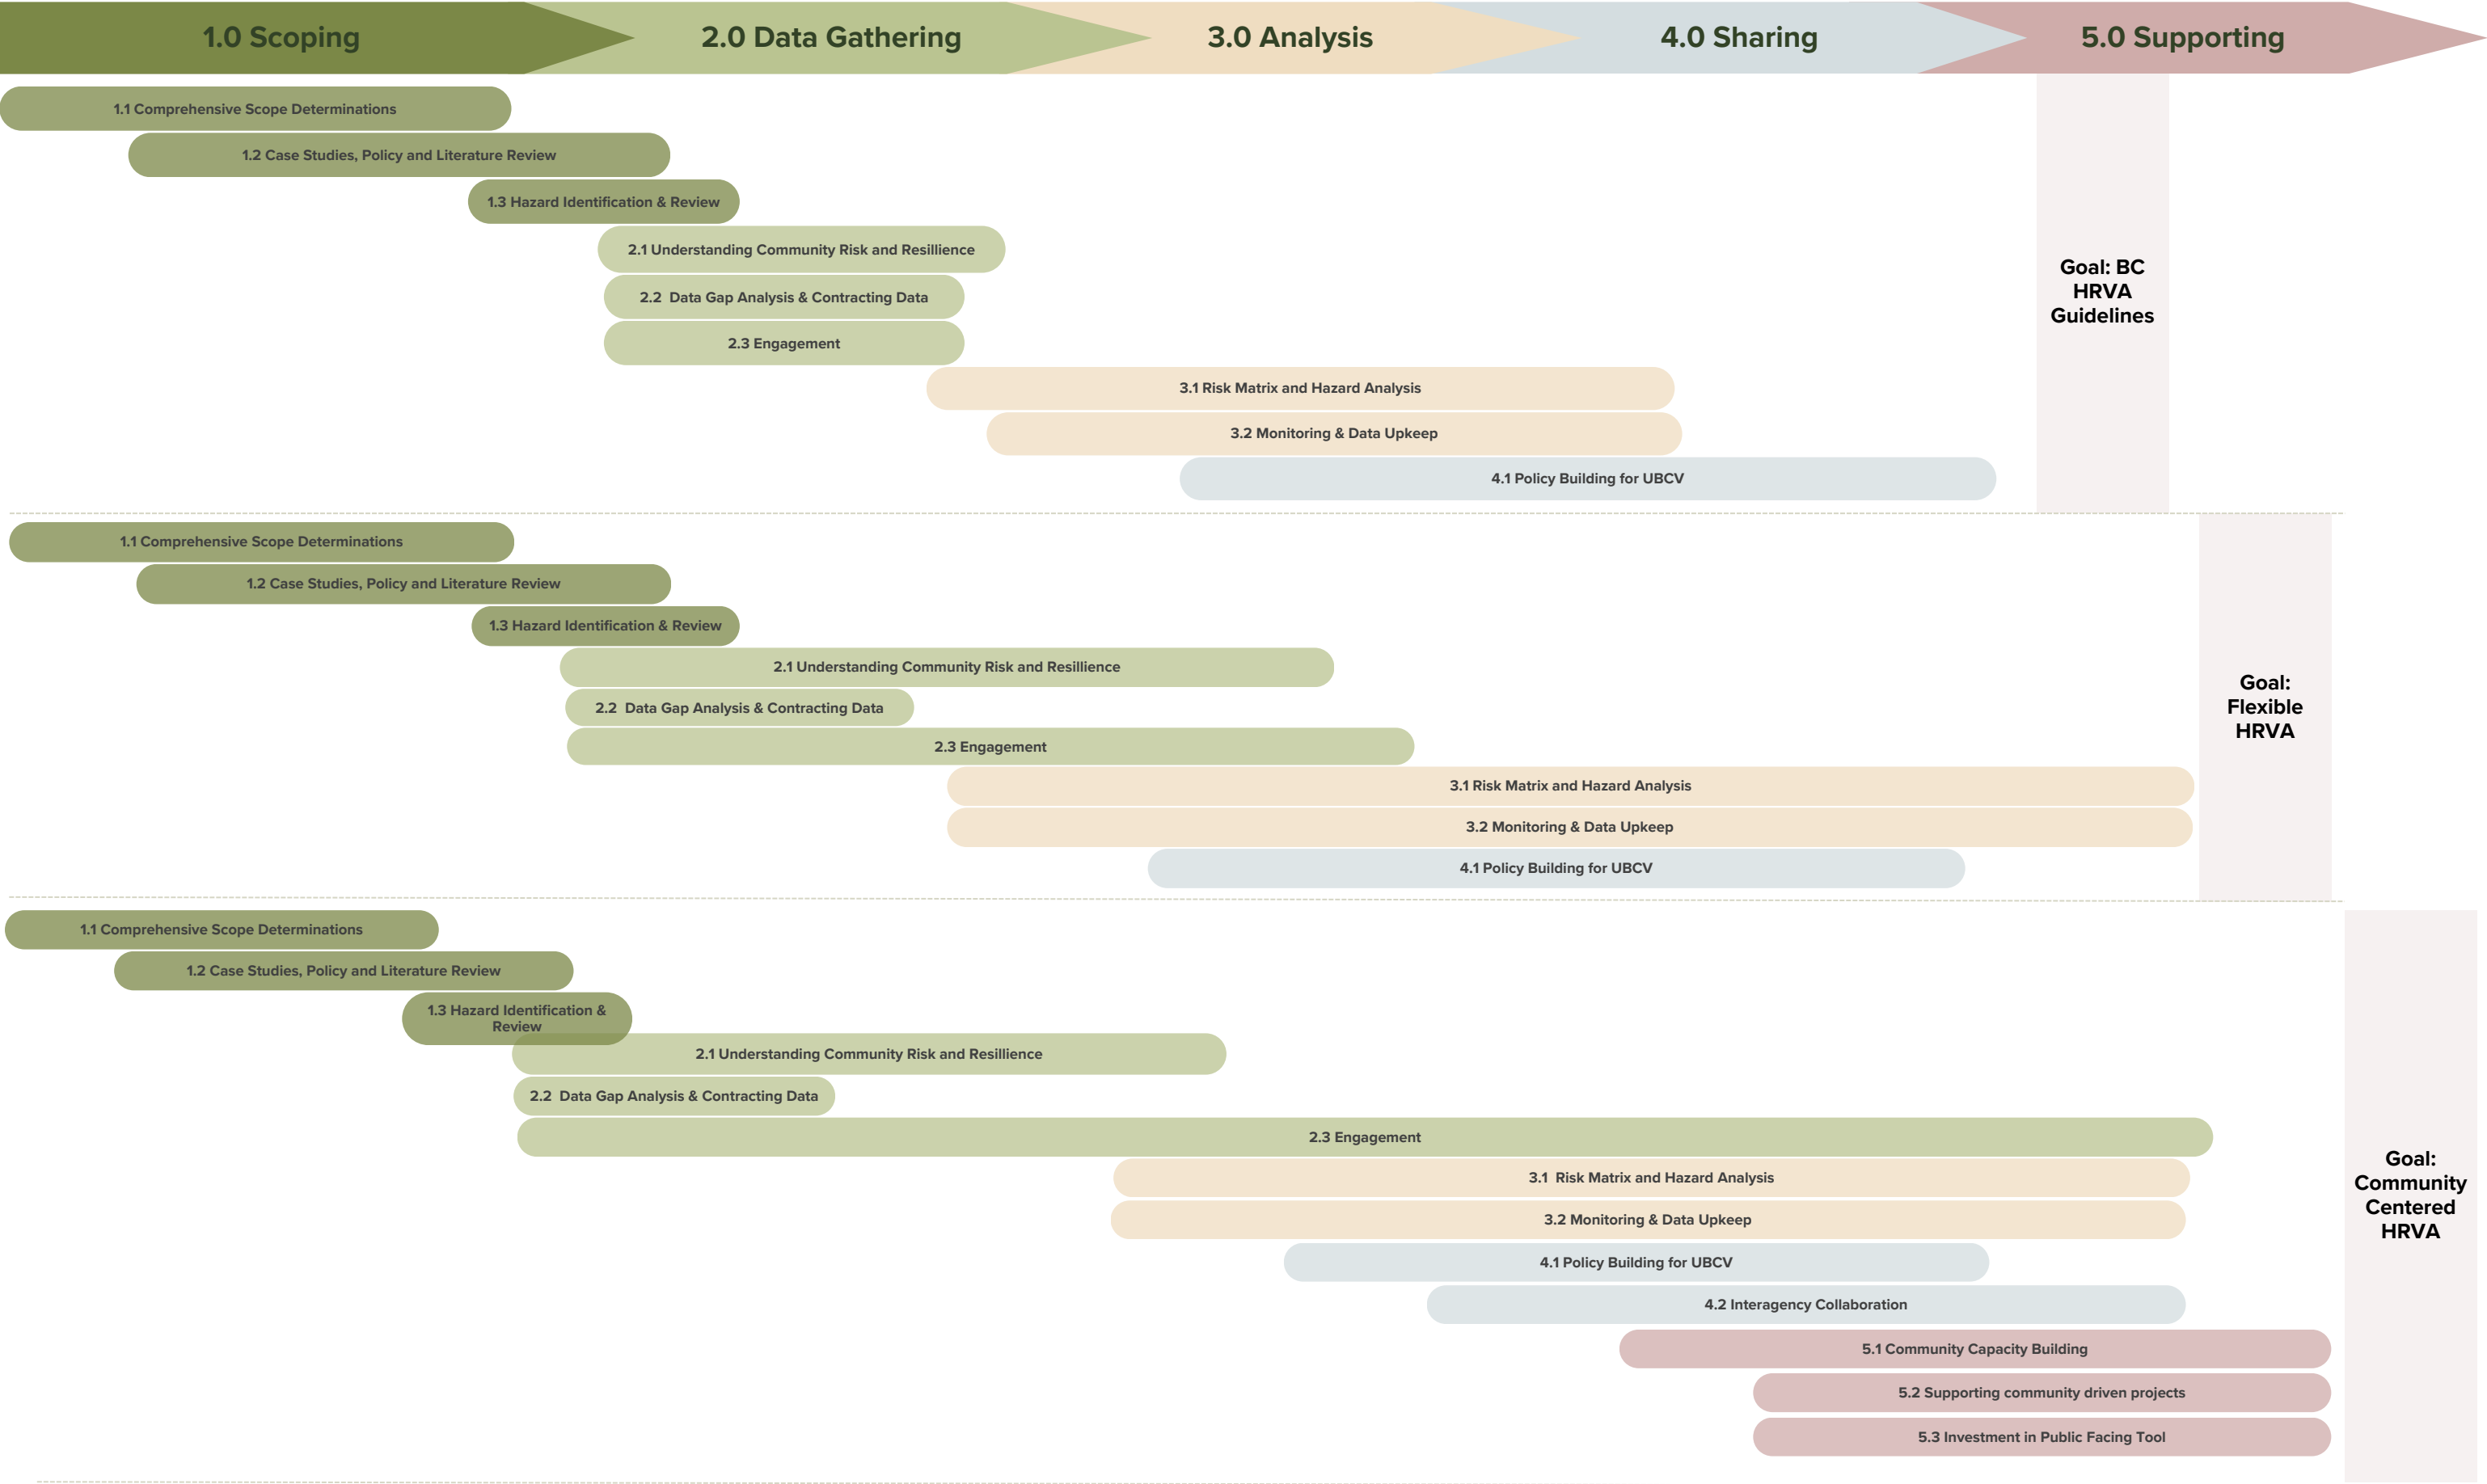 1.0 Scoping
2.0 Data Gathering
3.0 Analysis
4.0 Sharing
5.0 Supporting
1.1 Comprehensive Scope Determinations
1.2 Case Studies, Policy and Literature Review
1.3 Hazard Identification & Review
2.1 Understanding Community Risk and Resillience
2.2 Data Gap Analysis & Contracting Data
2.3 Engagement
3.1 Risk Matrix and Hazard Analysis
3.2 Monitoring & Data Upkeep
4.1 Policy Building for UBCV
Goal: BC
HRVA
Guidelines
1.1 Comprehensive Scope Determinations
1.2 Case Studies, Policy and Literature Review
1.3 Hazard Identification & Review
2.1 Understanding Community Risk and Resillience
2.2 Data Gap Analysis & Contracting Data
2.3 Engagement
3.1 Risk Matrix and Hazard Analysis
3.2 Monitoring & Data Upkeep
4.1 Policy Building for UBCV
Goal:
Flexible
HRVA
1.1 Comprehensive Scope Determinations
1.2 Case Studies, Policy and Literature Review
1.3 Hazard Identification &
Review
2.1 Understanding Community Risk and Resillience
2.2 Data Gap Analysis & Contracting Data
2.3 Engagement
3.1 Risk Matrix and Hazard Analysis
3.2 Monitoring & Data Upkeep
4.1 Policy Building for UBCV
4.2 Interagency Collaboration
5.1 Community Capacity Building
5.2 Supporting community driven projects
5.3 Investment in Public Facing Tool
Goal:
Community
Centered
HRVA